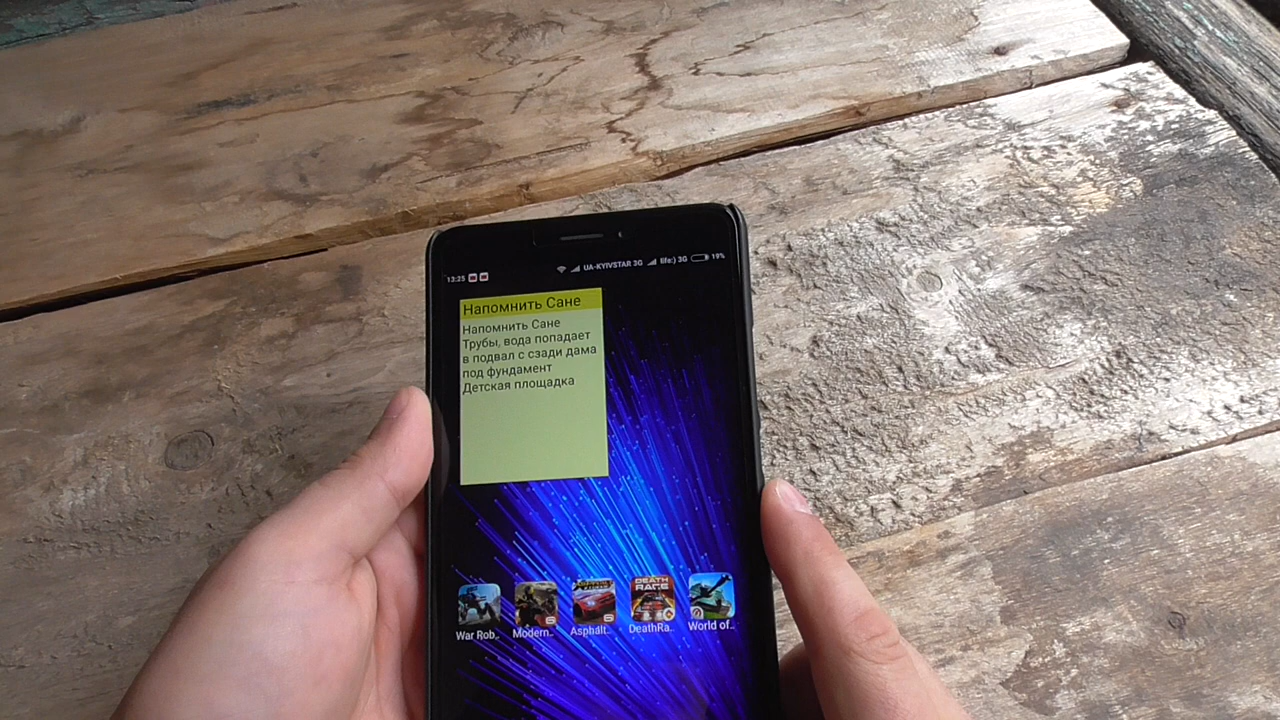 13:25 UA-KYIVSTAR 3G life:) 3G 19%
Напомнить Сане
Напомнить Сане
Трубы, вода попадает
в подвал с сзади дама
под фундамент
Детская площадка
DEATH RACE
War Rob.. Modern.. Asphalt.. DeathRa.. World of..